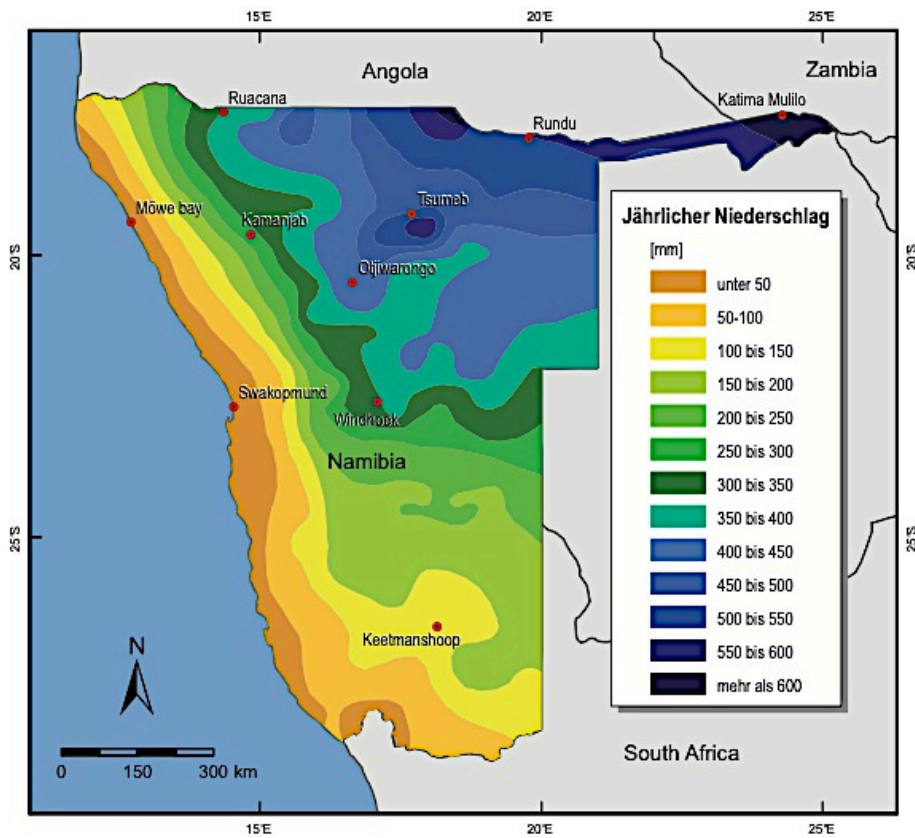 15°E
20°E
25°E
Angola
Zambia
Ruacana
Katima Mulilo
Rundu
Möwe bay
Kamanjab
Tsumeb
Otjiwarongo
20°S
20°S
Swakopmund
Windhoek
Namibia
25°S
25°S
Keetmanshoop
South Africa
Jährlicher Niederschlag
[mm]
unter 50
50-100
100 bis 150
150 bis 200
200 bis 250
250 bis 300
300 bis 350
350 bis 400
400 bis 450
450 bis 500
500 bis 550
550 bis 600
mehr als 600
N
0 150 300 km
15°E
20°E
25°E